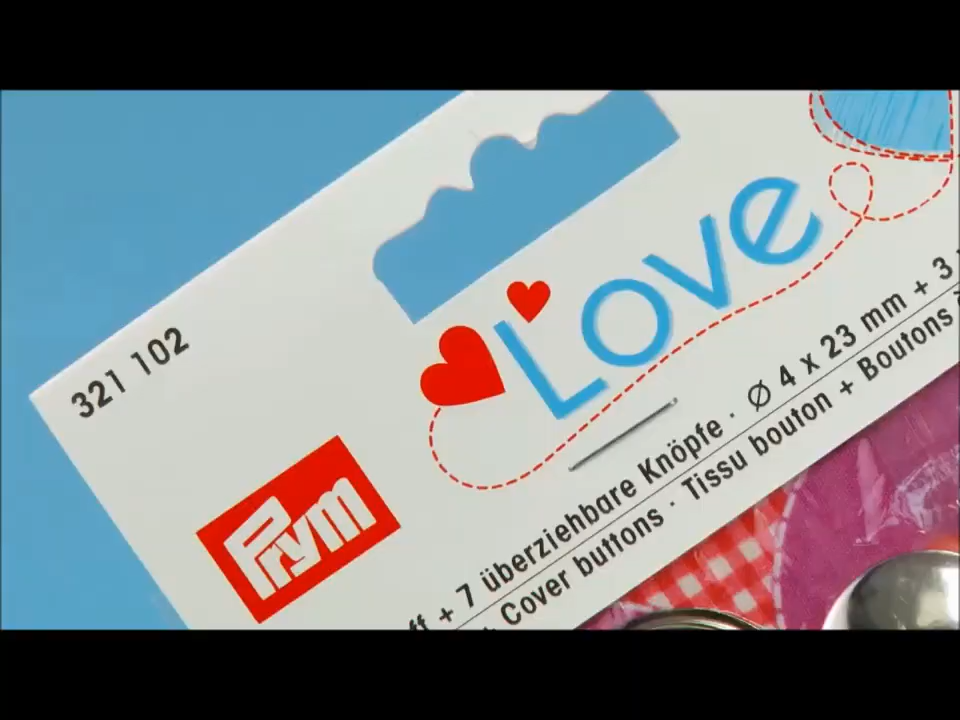 321 102
Prym
Love
+ 7 überziehbare Knöpfe · Ø 4 x 23 mm + 3
Cover buttons · Tissu bouton + Boutons